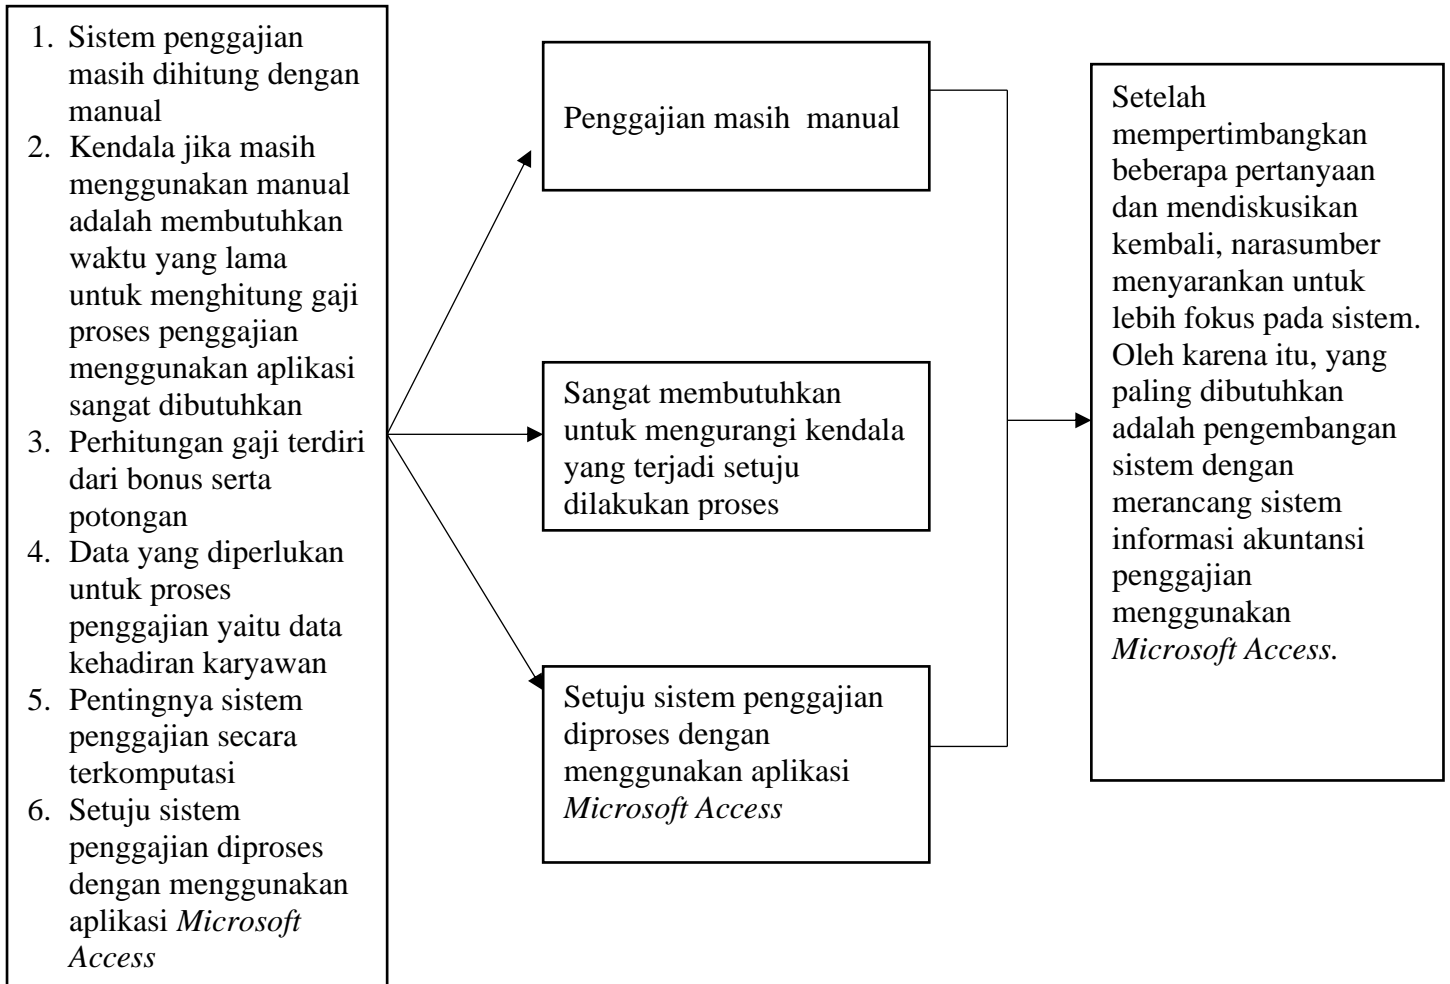 1. Sistem penggajian
masih dihitung dengan
manual
2. Kendala jika masih
menggunakan manual
adalah membutuhkan
waktu yang lama
untuk menghitung gaji
proses penggajian
menggunakan aplikasi
sangat dibutuhkan
3. Perhitungan gaji terdiri
dari bonus serta
potongan
4. Data yang diperlukan
untuk proses
penggajian yaitu data
kehadiran karyawan
5. Pentingnya sistem
penggajian secara
terkomputasi
6. Setuju sistem
penggajian diproses
dengan menggunakan
aplikasi Microsoft
Access
Penggajian masih manual
Sangat membutuhkan
untuk mengurangi kendala
yang terjadi setuju
dilakukan proses
Setuju sistem penggajian
diproses dengan
menggunakan aplikasi
Microsoft Access
Setelah
mempertimbangkan
beberapa pertanyaan
dan mendiskusikan
kembali, narasumber
menyarankan untuk
lebih fokus pada sistem.
Oleh karena itu, yang
paling dibutuhkan
adalah pengembangan
sistem dengan
merancang sistem
informasi akuntansi
penggajian
menggunakan
Microsoft Access.